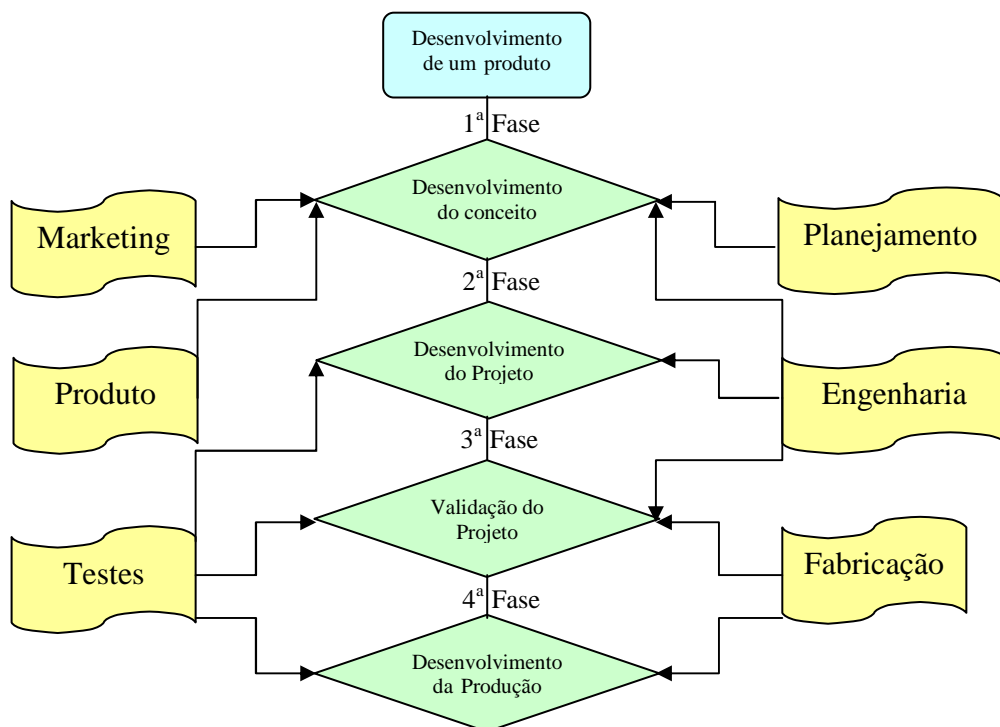 Desenvolvimento
de um produto
1ª Fase
Desenvolvimento
do conceito
Marketing
Planejamento
2ª Fase
Desenvolvimento
do Projeto
Produto
Engenharia
3ª Fase
Validação do
Projeto
Testes
Fabricação
4ª Fase
Desenvolvimento
da Produção